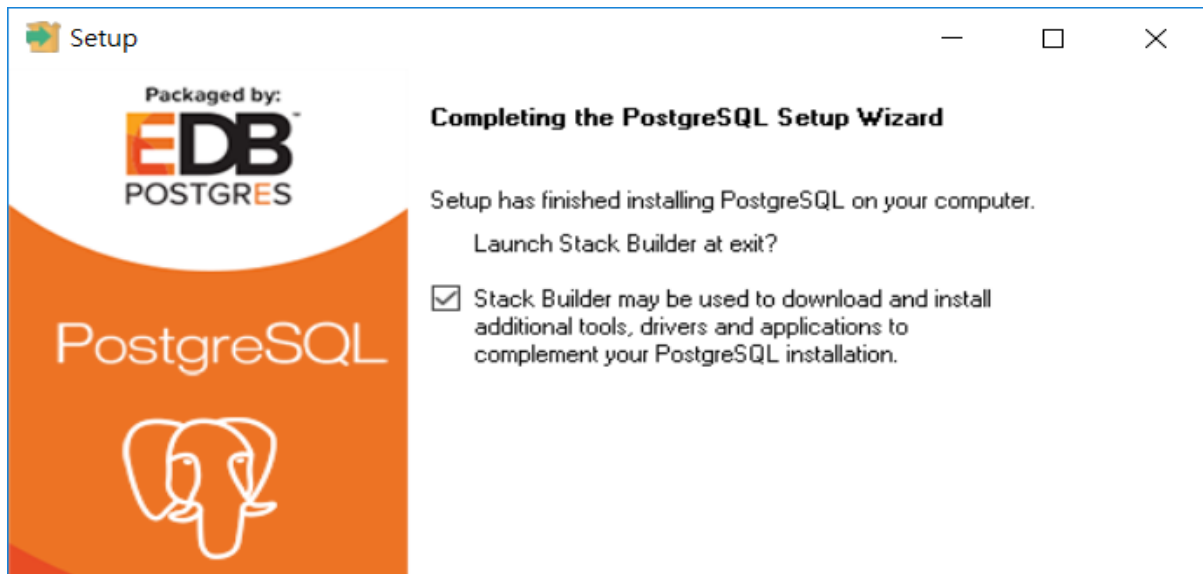 Setup
Packaged by:
EDB™
POSTGRES
PostgreSQL
Completing the PostgreSQL Setup Wizard
Setup has finished installing PostgreSQL on your computer.
Launch Stack Builder at exit?
Stack Builder may be used to download and install
additional tools, drivers and applications to
complement your PostgreSQL installation.